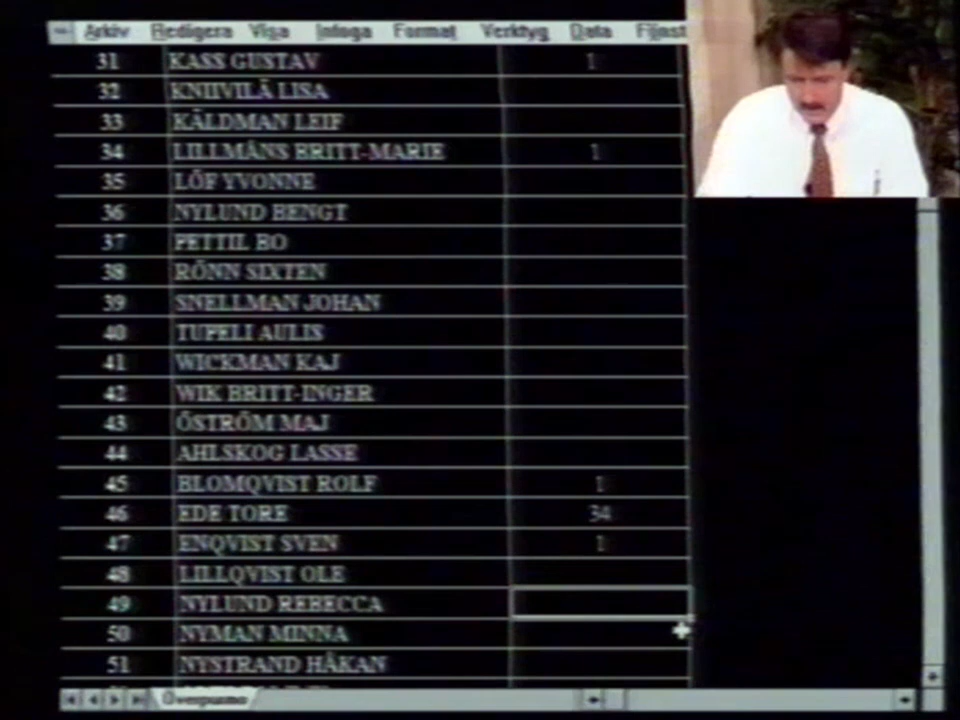 Arkiv Redigera Visa Infoga Format Verktyg Data Fönst
31 KASS GUSTAV 1
32 KNIIVILÄ LISA
33 KÄLDMAN LEIF
34 LILLMÅNS BRITT-MARIE 1
35 LÖF YVONNE
36 NYLUND BENGT
37 PETTIL BO
38 RÖNN SIXTEN
39 SNELLMAN JOHAN
40 TUPELI AULIS
41 WICKMAN KAJ
42 WIK BRITT-INGER
43 ÖSTRÖM MAJ
44 AHLSKOG LASSE
45 BLOMQVIST ROLF 1
46 EDE TORE 34
47 ENQVIST SVEN 1
48 LILLQVIST OLE
49 NYLUND REBECCA
50 NYMAN MINNA
51 NYSTRAND HÅKAN